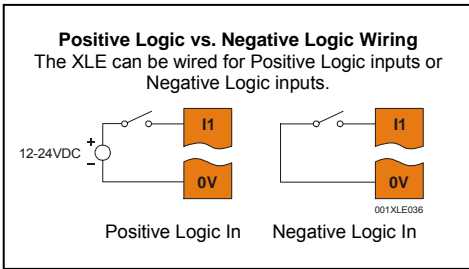 Positive Logic vs. Negative Logic Wiring
The XLE can be wired for Positive Logic inputs or
Negative Logic inputs.
I1
I1
+
12-24VDC
−
0V
0V
001XLE036
Positive Logic In
Negative Logic In